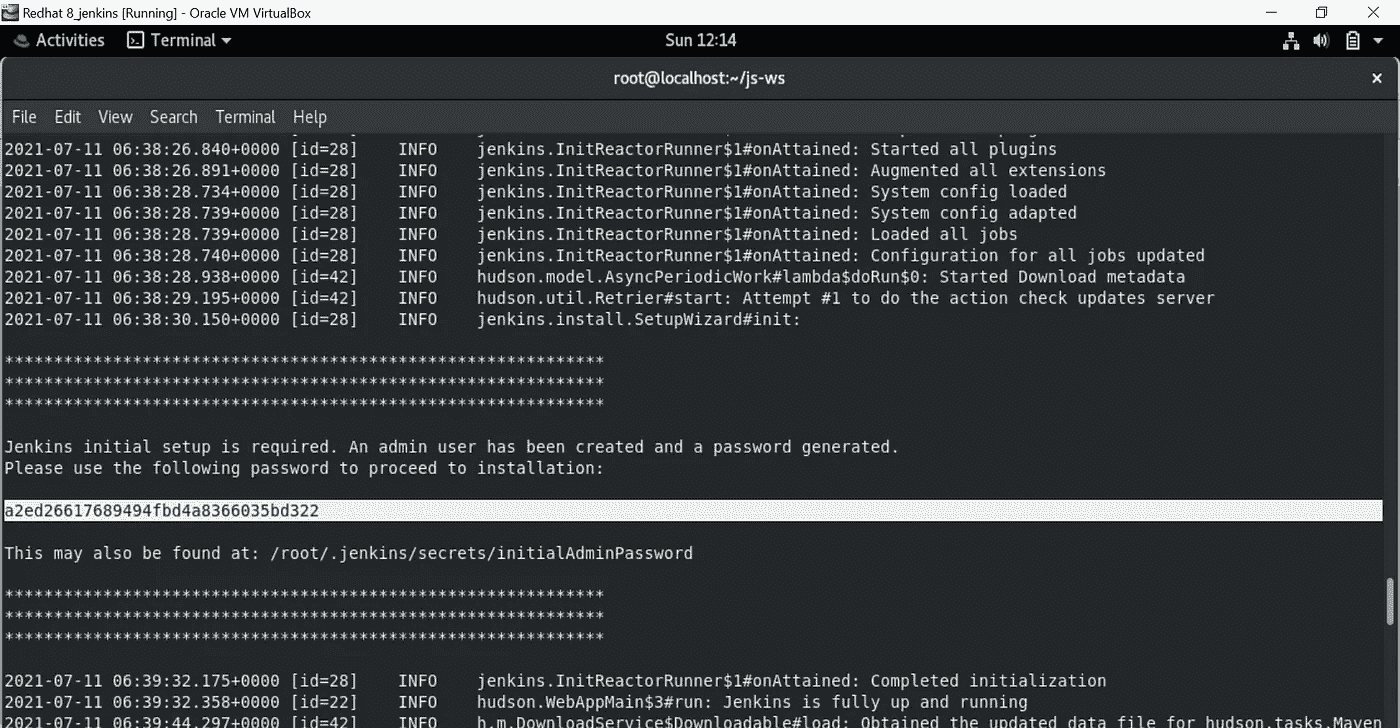 Redhat 8_jenkins [Running] - Oracle VM VirtualBox
Activities Terminal Sun 12:14
root@localhost:~/js-ws
File Edit View Search Terminal Help
2021-07-11 06:38:26.840+0000 [id=28] INFO jenkins.InitReactorRunner$1#onAttained: Started all plugins
2021-07-11 06:38:26.891+0000 [id=28] INFO jenkins.InitReactorRunner$1#onAttained: Augmented all extensions
2021-07-11 06:38:28.734+0000 [id=28] INFO jenkins.InitReactorRunner$1#onAttained: System config loaded
2021-07-11 06:38:28.739+0000 [id=28] INFO jenkins.InitReactorRunner$1#onAttained: System config adapted
2021-07-11 06:38:28.739+0000 [id=28] INFO jenkins.InitReactorRunner$1#onAttained: Loaded all jobs
2021-07-11 06:38:28.740+0000 [id=28] INFO jenkins.InitReactorRunner$1#onAttained: Configuration for all jobs updated
2021-07-11 06:38:28.938+0000 [id=42] INFO hudson.model.AsyncPeriodicWork#lambda$doRun$0: Started Download metadata
2021-07-11 06:38:29.195+0000 [id=42] INFO hudson.util.Retrier#start: Attempt #1 to do the action check updates server
2021-07-11 06:38:30.150+0000 [id=28] INFO jenkins.install.SetupWizard#init:
*************************************************************
*************************************************************
*************************************************************
Jenkins initial setup is required. An admin user has been created and a password generated.
Please use the following password to proceed to installation:
a2ed26617689494fbd4a8366035bd322
This may also be found at: /root/.jenkins/secrets/initialAdminPassword
*************************************************************
*************************************************************
*************************************************************
2021-07-11 06:39:32.175+0000 [id=28] INFO jenkins.InitReactorRunner$1#onAttained: Completed initialization
2021-07-11 06:39:32.358+0000 [id=22] INFO hudson.WebAppMain$3#run: Jenkins is fully up and running
2021-07-11 06:39:44.297+0000 [id=42] INFO h.m.DownloadService$Downloadable#load: Obtained the updated data file for hudson.tasks.Maven